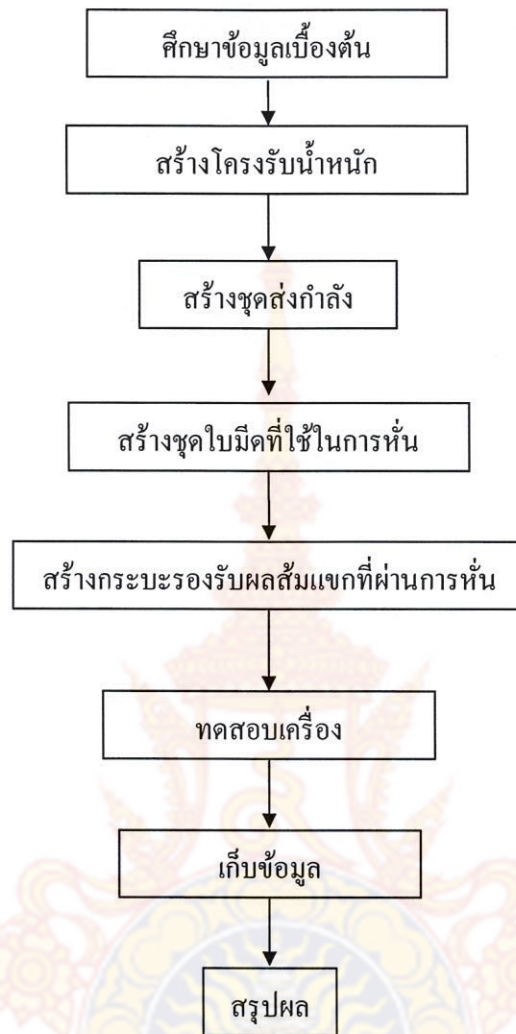 ศึกษาข้อมูลเบื้องต้น
สร้างโครงรับน้ำหนัก
สร้างชุดส่งกำลัง
สร้างชุดใบมีดที่ใช้ในการหั่น
สร้างกระบะรองรับผลส้มแขกที่ผ่านการหั่น
ทดสอบเครื่อง
เก็บข้อมูล
สรุปผล